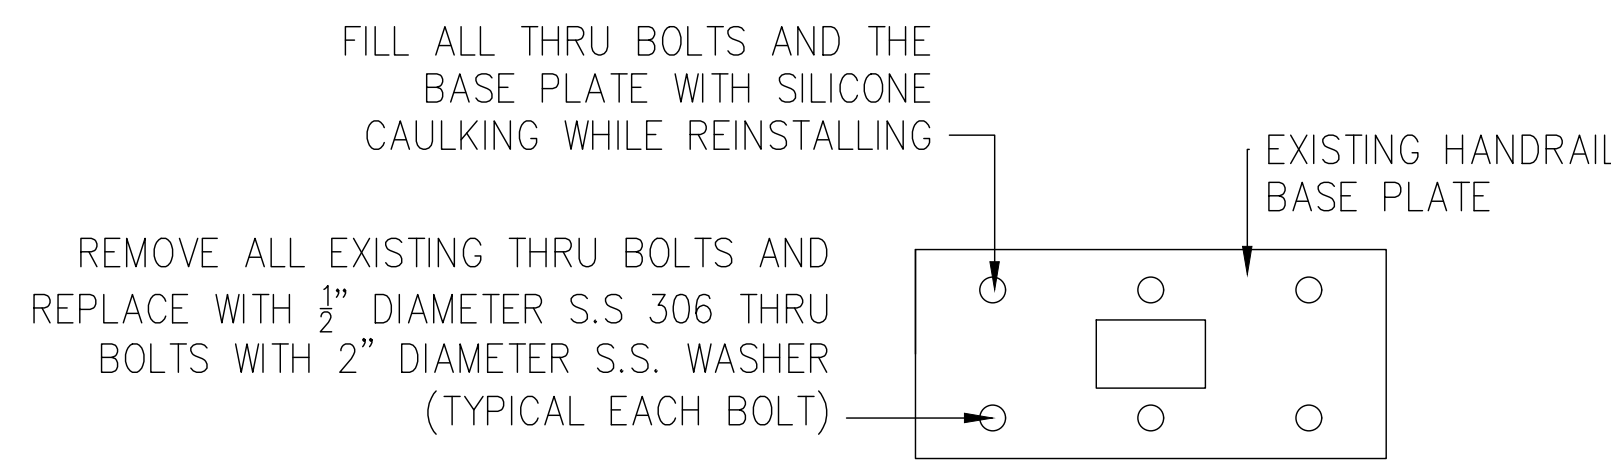 FILL ALL THRU BOLTS AND THE
BASE PLATE WITH SILICONE
CAULKING WHILE REINSTALLING
EXISTING HANDRAIL
BASE PLATE
REMOVE ALL EXISTING THRU BOLTS AND
REPLACE WITH ½” DIAMETER S.S 306 THRU
BOLTS WITH 2” DIAMETER S.S. WASHER
(TYPICAL EACH BOLT)